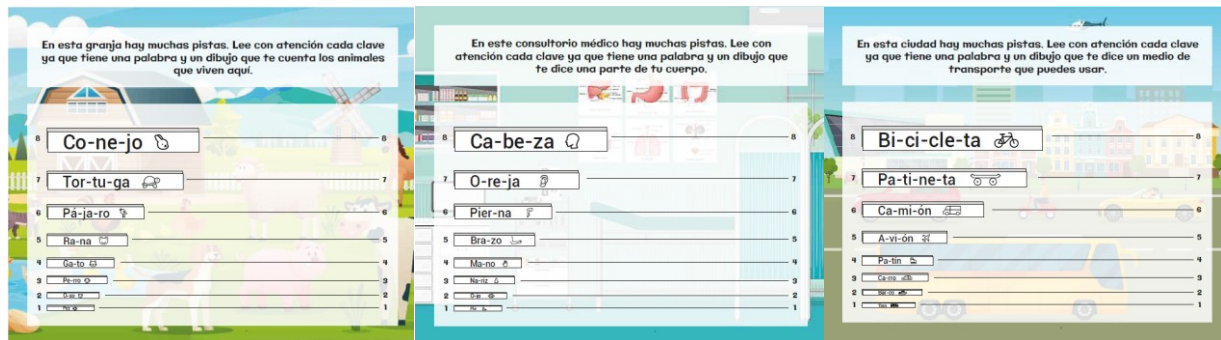 En esta granja hay muchas pistas. Lee con atención cada clave
ya que tiene una palabra y un dibujo que te cuenta los animales
que viven aquí.
8 Co-ne-jo 8
7 Tor-tu-ga 7
6 Pá-ja-ro 6
5 Ra-na 5
4 Ga-to 4
3 Pe-rro 3
2 O-so 2
1 Pez 1
En este consultorio médico hay muchas pistas. Lee con
atención cada clave ya que tiene una palabra y un dibujo que
te dice una parte de tu cuerpo.
8 Ca-be-za 8
7 O-re-ja 7
6 Pier-na 6
5 Bra-zo 5
4 Ma-no 4
3 Na-riz 3
2 O-jo 2
1 Pie 1
En esta ciudad hay muchas pistas. Lee con atención cada clave
ya que tiene una palabra y un dibujo que te dice un medio de
transporte que puedes usar.
8 Bi-ci-cle-ta 8
7 Pa-ti-ne-ta 7
6 Ca-mi-ón 6
5 A-vi-ón 5
4 Pa-tín 4
3 Ca-rro 3
2 Bar-co 2
1 1